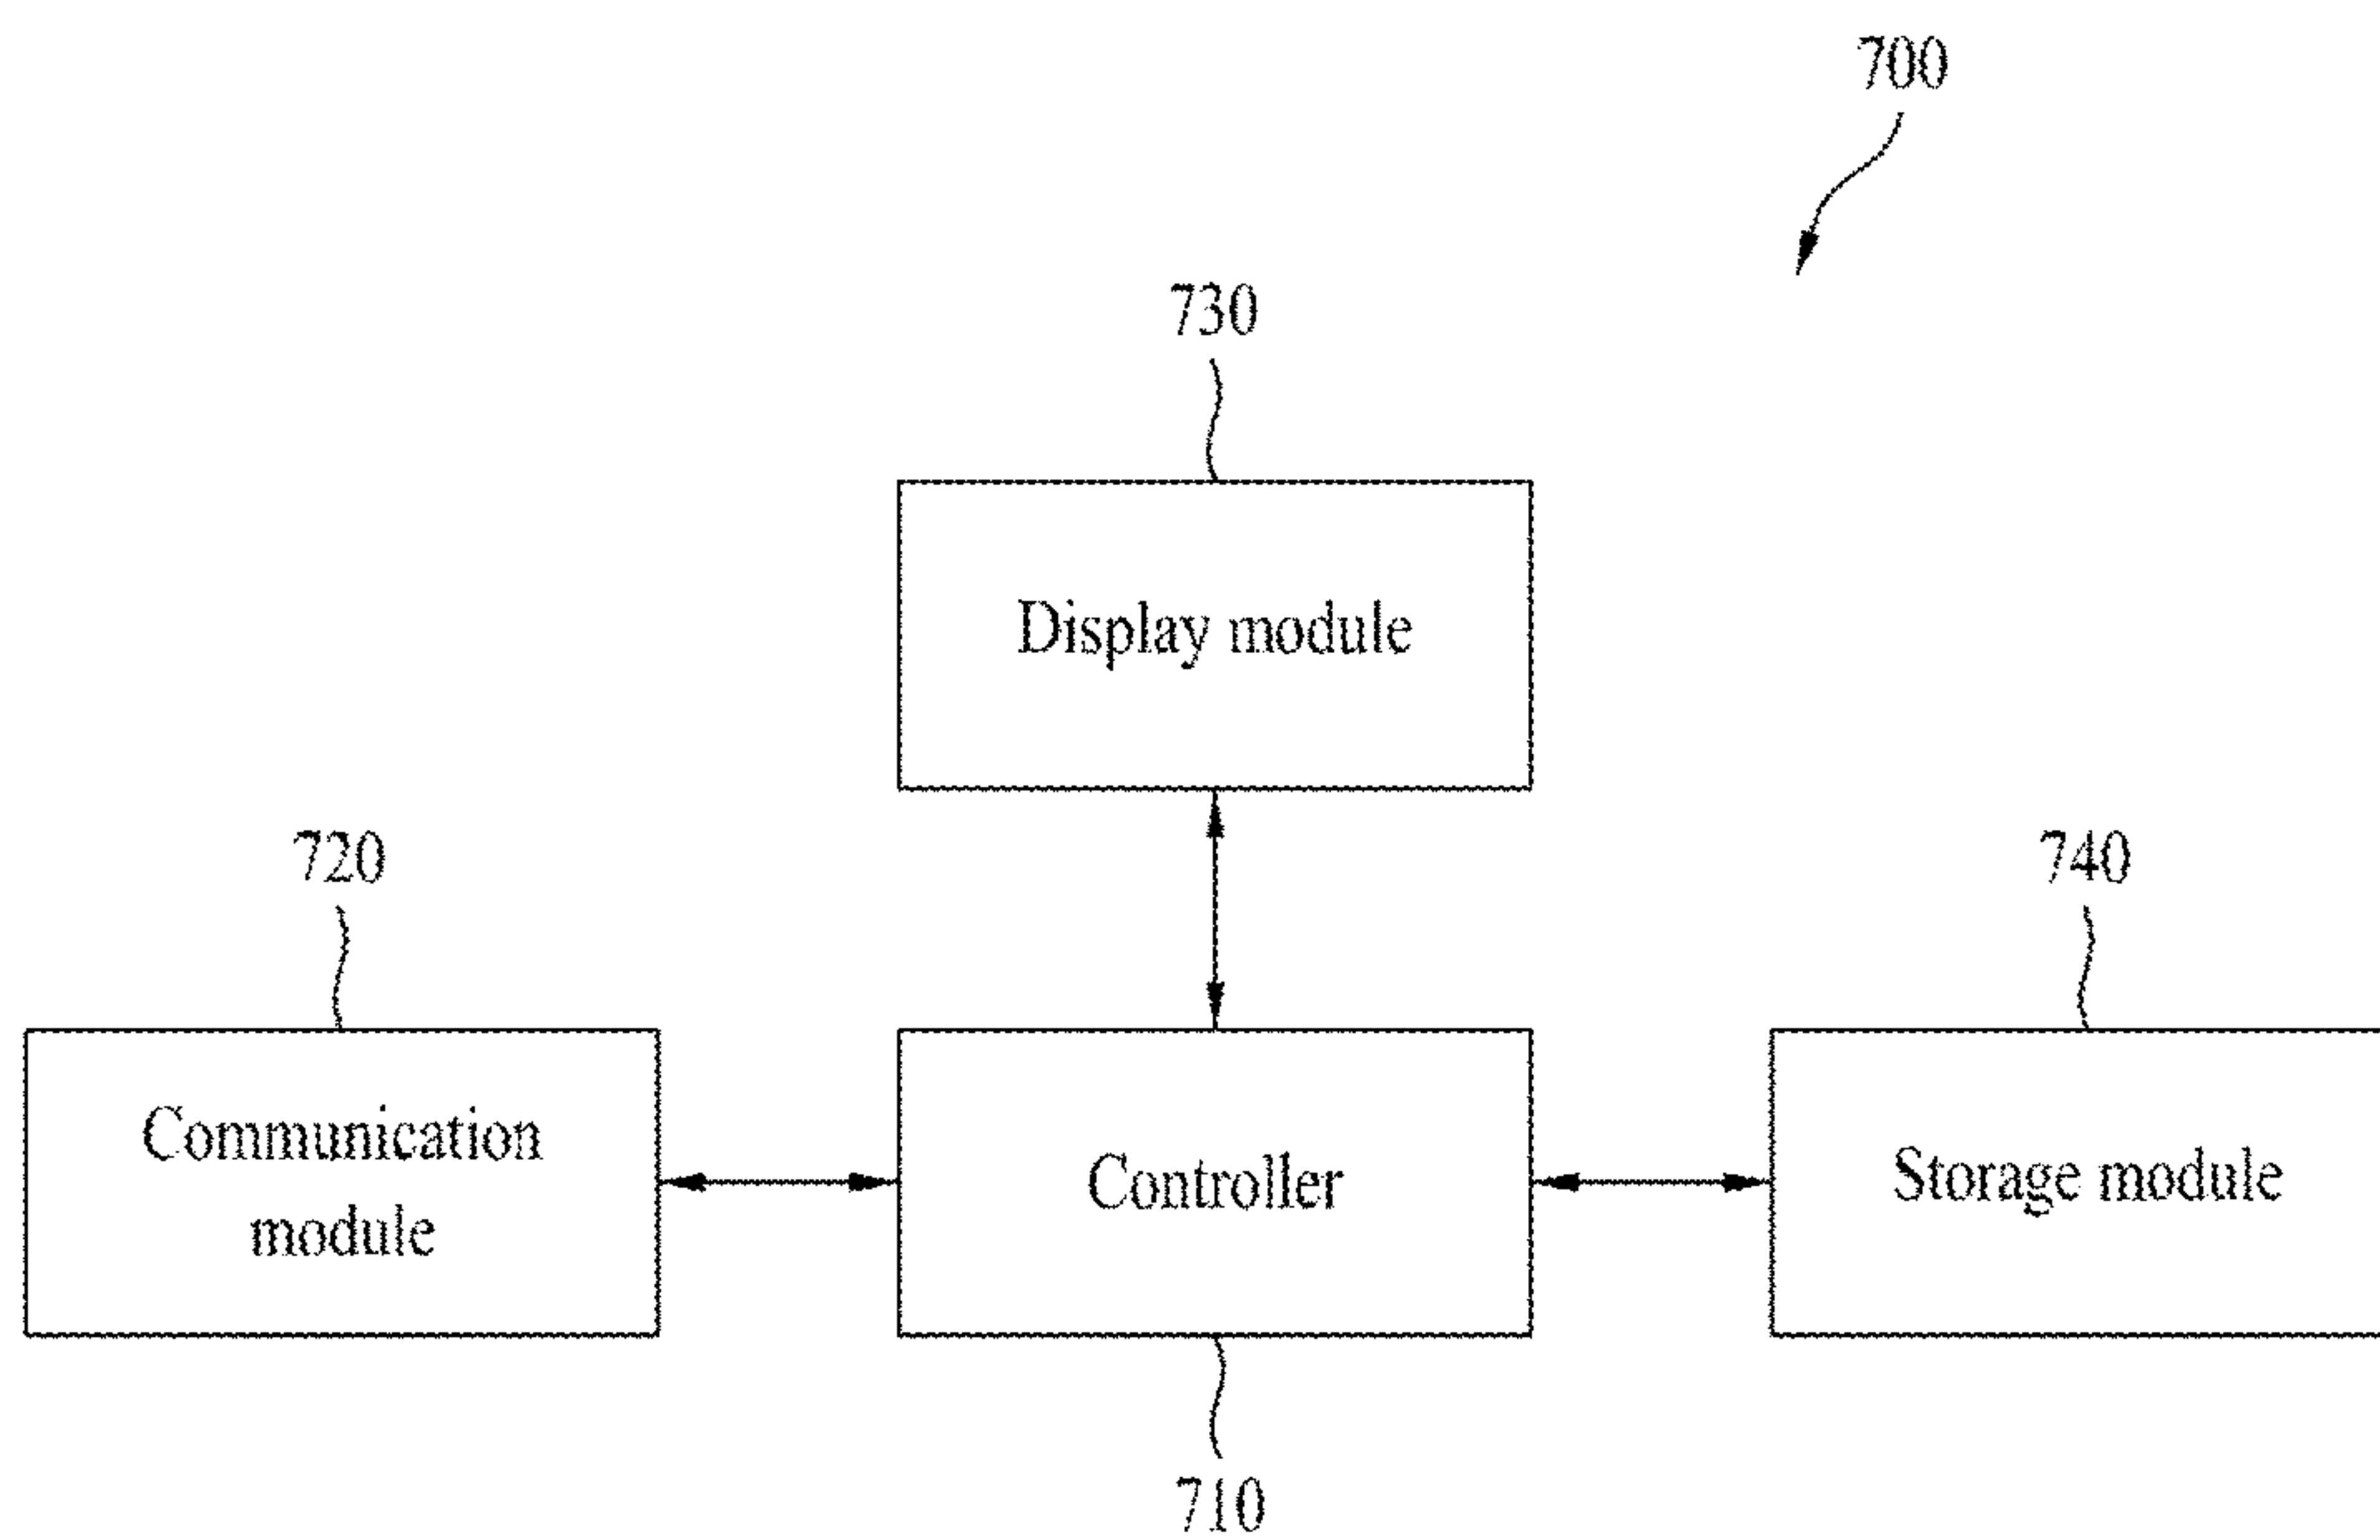 700
730
Display module
720
740
Communication
module
Controller
Storage module
710